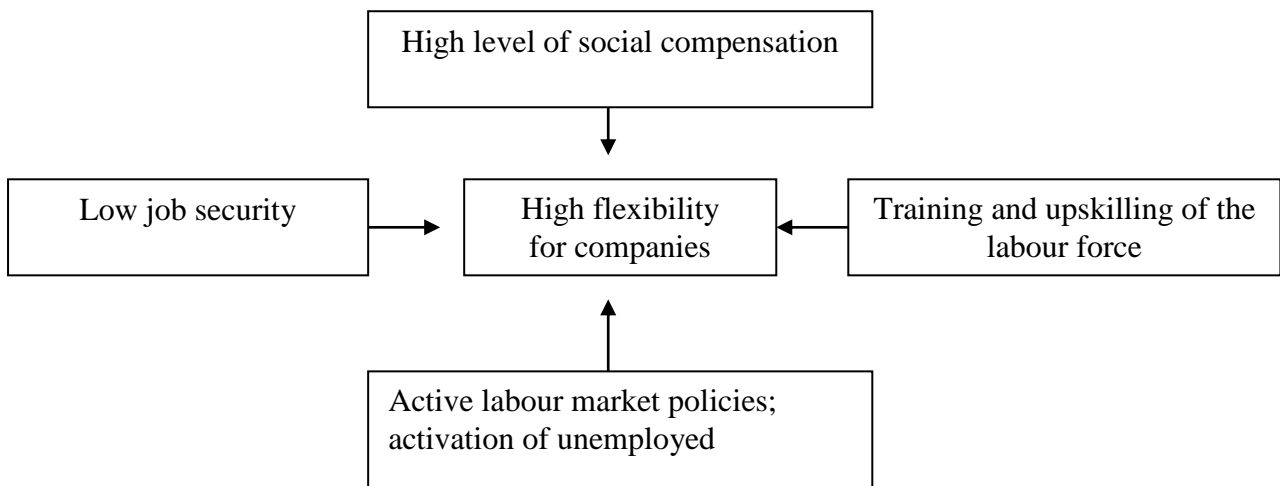 High level of social compensation
Low job security
High flexibility
for companies
Training and upskilling of the
labour force
Active labour market policies;
activation of unemployed